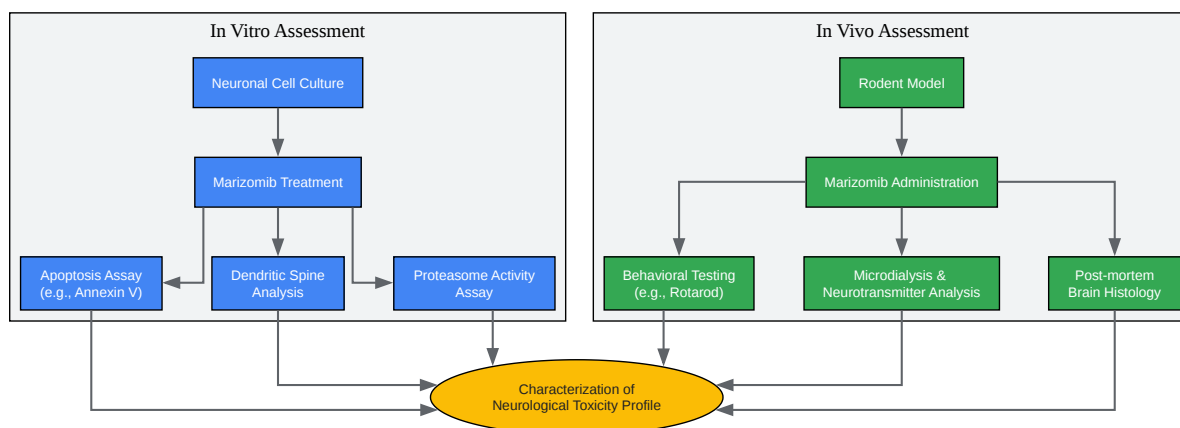 In Vitro Assessment
Neuronal Cell Culture
Marizomib Treatment
Apoptosis Assay
(e.g., Annexin V)
Dendritic Spine
Analysis
Proteasome Activity
Assay
In Vivo Assessment
Rodent Model
Marizomib Administration
Behavioral Testing
(e.g., Rotarod)
Microdialysis &
Neurotransmitter Analysis
Post-mortem
Brain Histology
Characterization of
Neurological Toxicity Profile